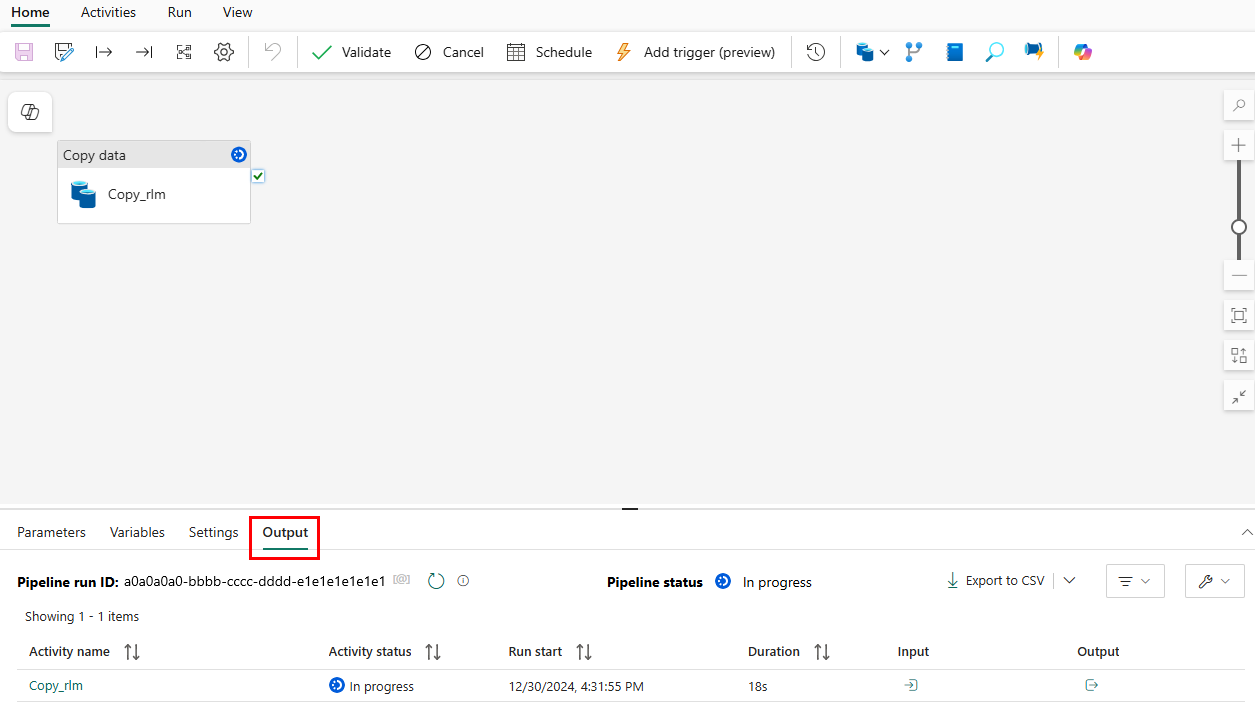 Home Activities Run View
Validate Cancel Schedule Add trigger (preview)
Copy data
Copy_rlm
Parameters Variables Settings Output
Pipeline run ID: a0a0a0a0-bbbb-cccc-dddd-e1e1e1e1e1e1 [@] Pipeline status In progress Export to CSV
Showing 1 - 1 items
Activity name Activity status Run start Duration Input Output
Copy_rlm In progress 12/30/2024, 4:31:55 PM 18s